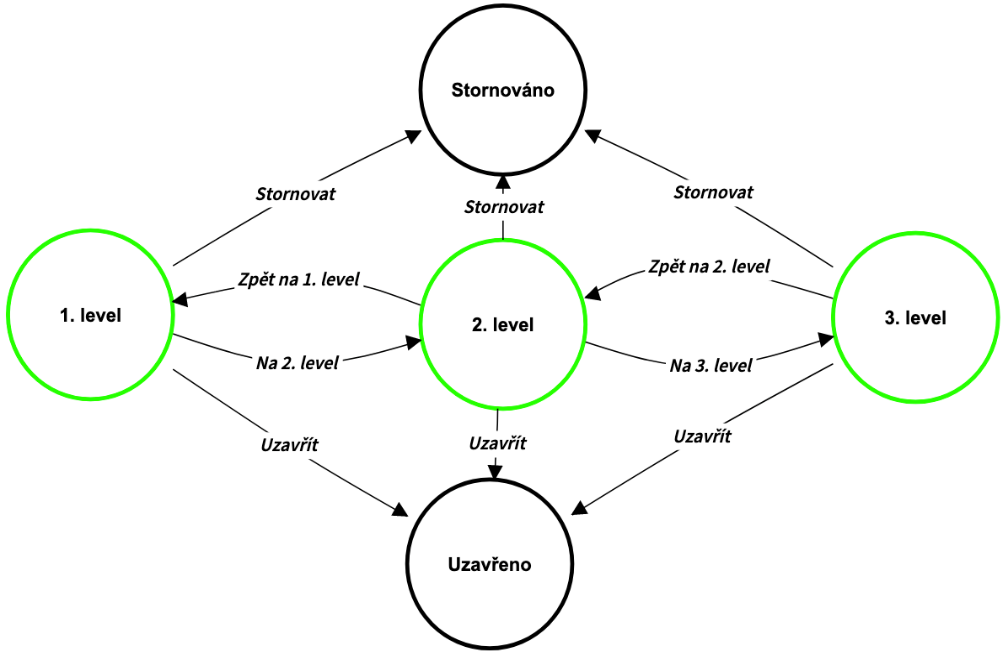 Stornováno
Stornovat
Stornovat
Stornovat
Zpět na 1. level
Zpět na 2. level
1. level
2. level
3. level
Na 2. level
Na 3. level
Uzavřít
Uzavřít
Uzavřít
Uzavřeno